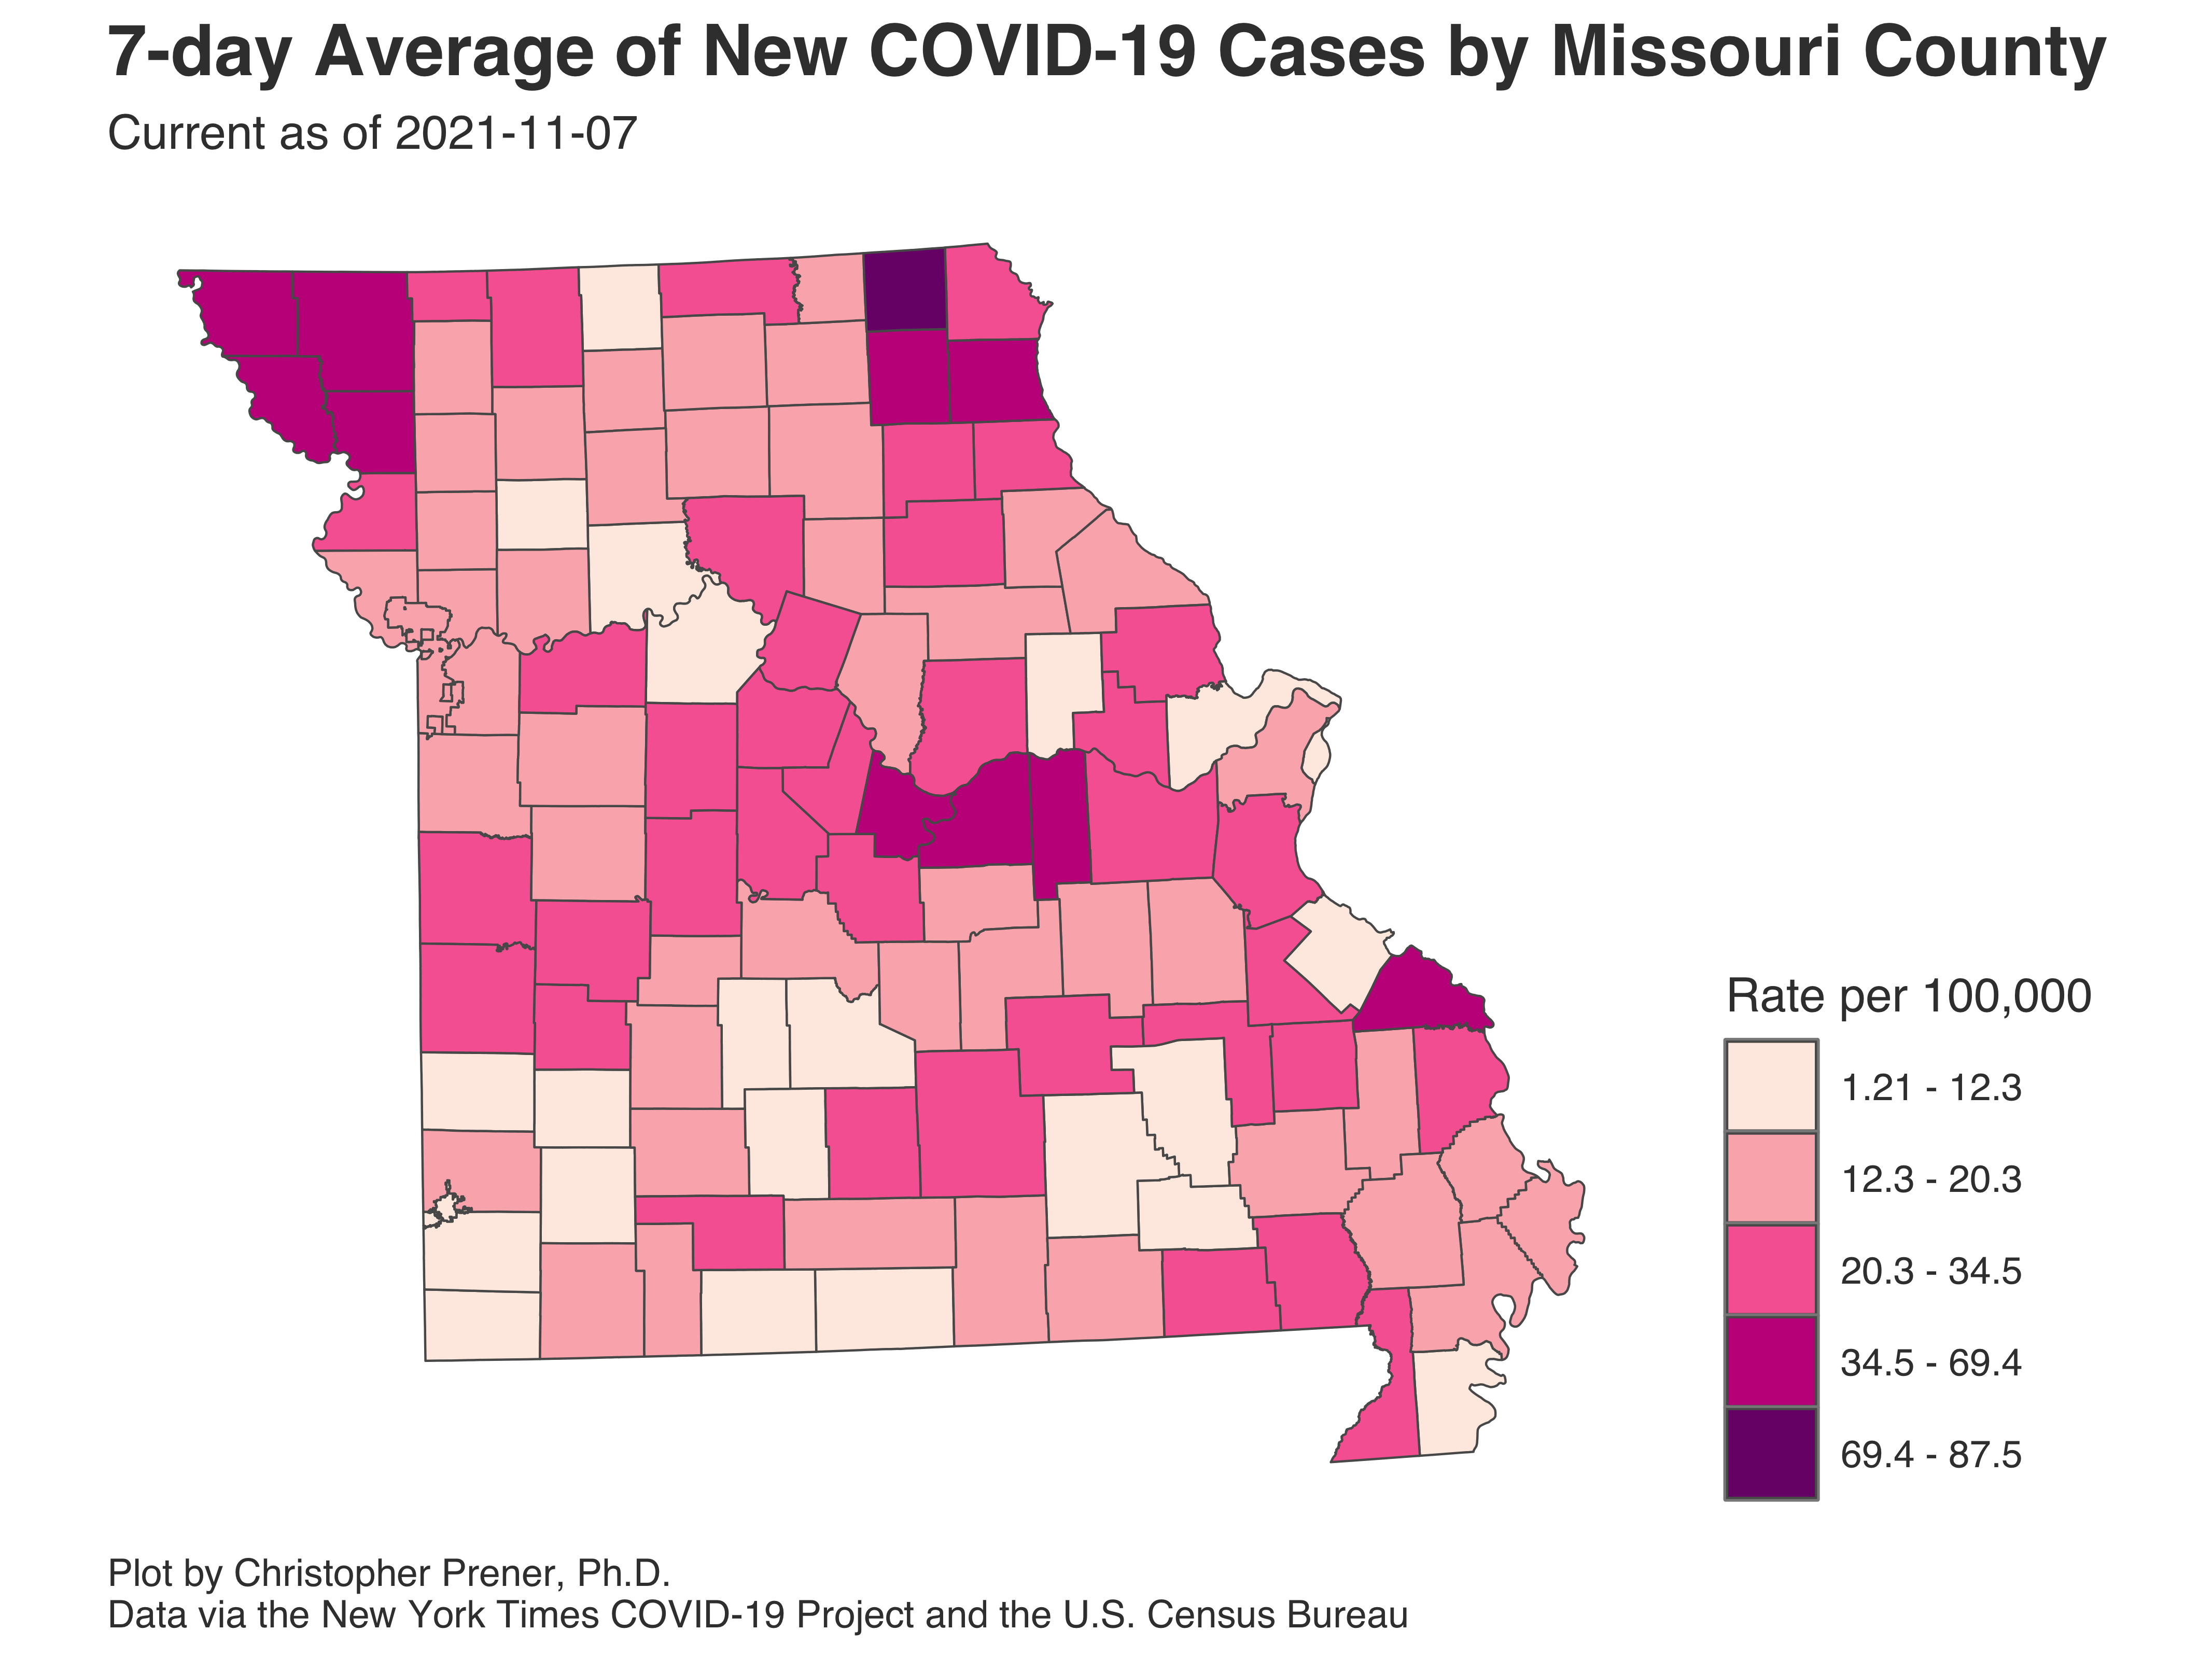 7-day Average of New COVID-19 Cases by Missouri County
Current as of 2021-11-07
Rate per 100,000
1.21 - 12.3
12.3 - 20.3
20.3 - 34.5
34.5 - 69.4
69.4 - 87.5
Plot by Christopher Prener, Ph.D.
Data via the New York Times COVID-19 Project and the U.S. Census Bureau